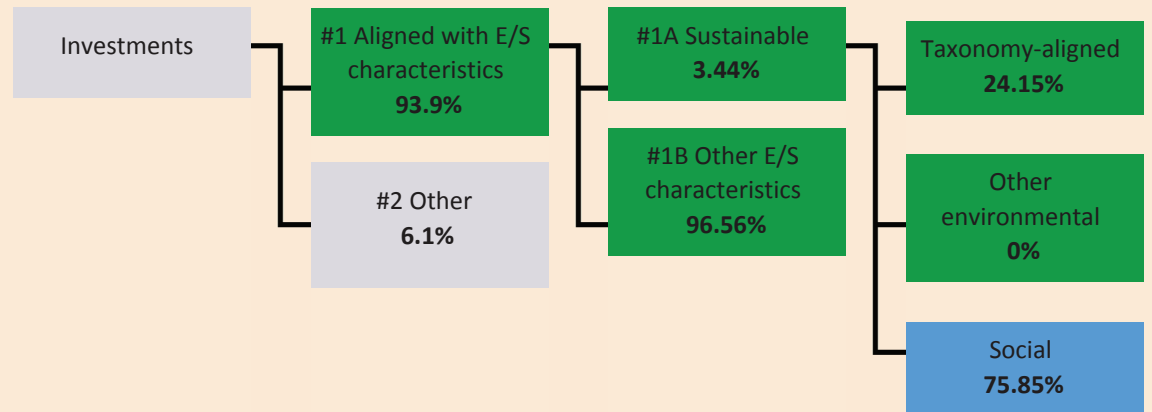 Investments
#1 Aligned with E/S
characteristics
93.9%
#2 Other
6.1%
#1A Sustainable
3.44%
#1B Other E/S
characteristics
96.56%
Taxonomy-aligned
24.15%
Other
environmental
0%
Social
75.85%